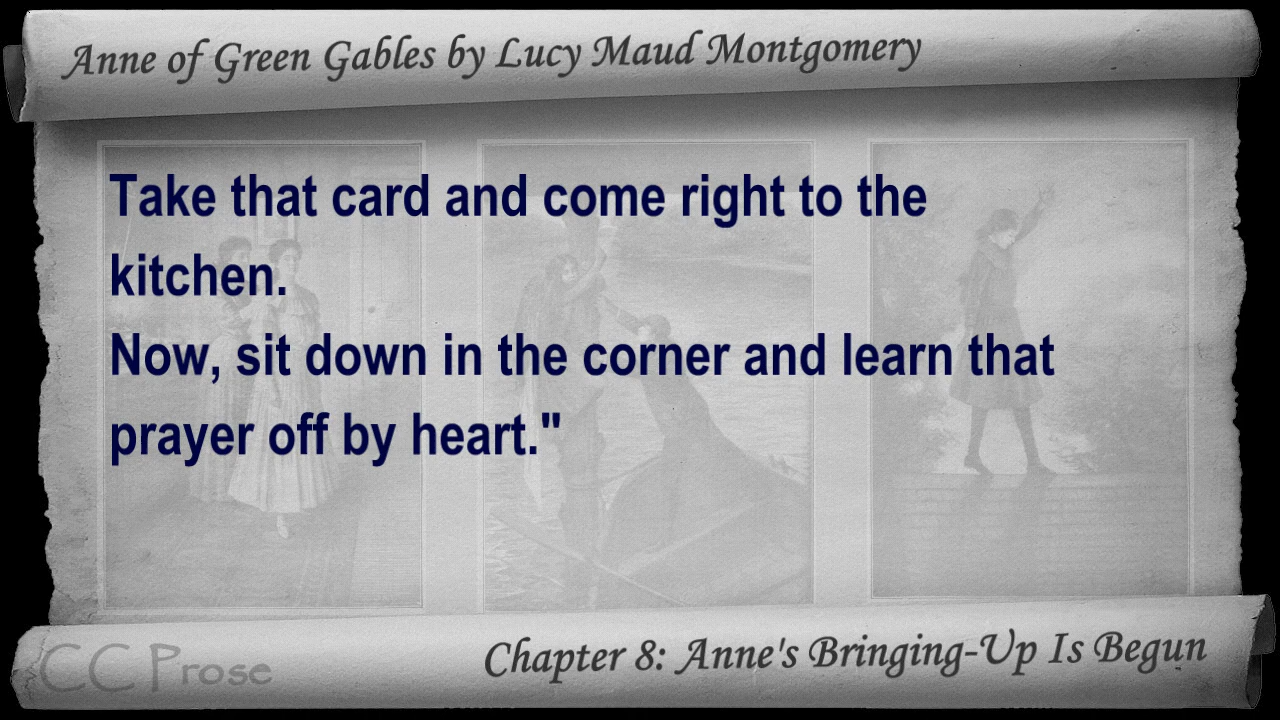 Anne of Green Gables by Lucy Maud Montgomery
Take that card and come right to the
kitchen.
Now, sit down in the corner and learn that
prayer off by heart."
CC Prose
Chapter 8: Anne's Bringing-Up Is Begun